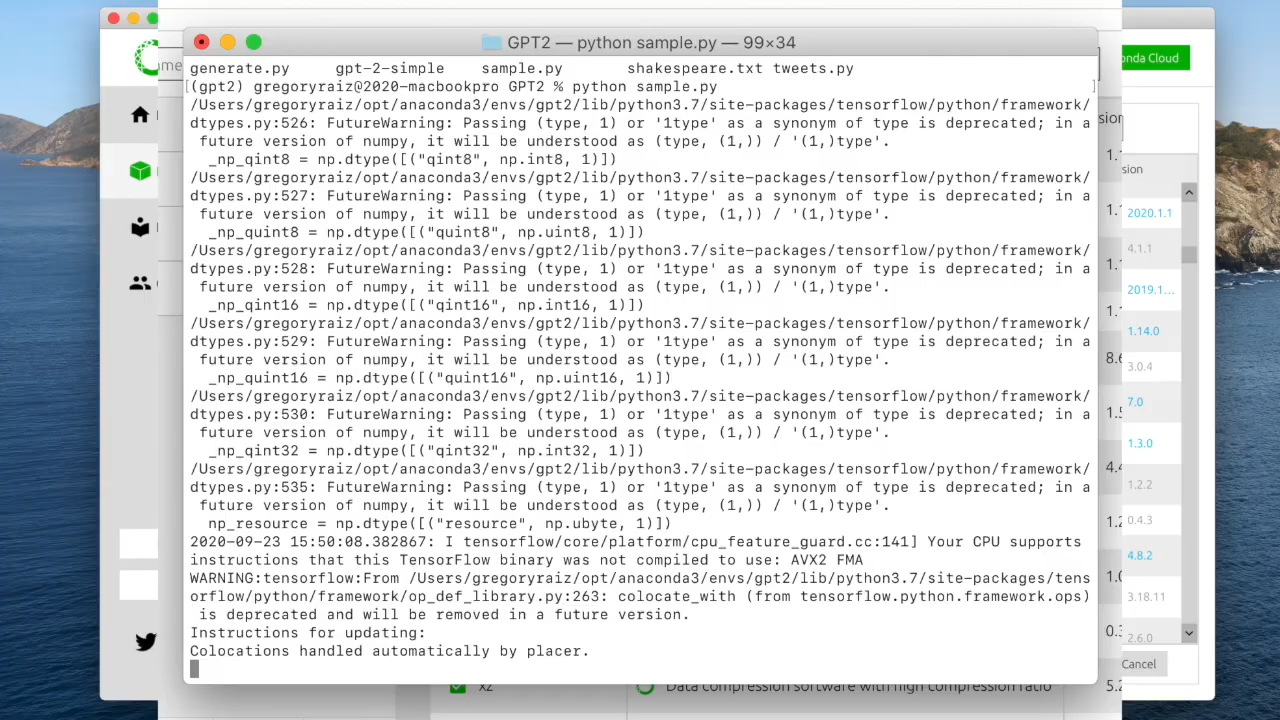 GPT2 — python sample.py — 99×34
generate.py gpt-2-simp sample.py shakespeare.txt tweets.py
(gpt2) gregoryraiz@2020-macbookpro GPT2 % python sample.py
/Users/gregoryraiz/opt/anaconda3/envs/gpt2/lib/python3.7/site-packages/tensorflow/python/framework/
dtypes.py:526: FutureWarning: Passing (type, 1) or '1type' as a synonym of type is deprecated; in a
future version of numpy, it will be understood as (type, (1,)) / '(1,)type'.
_np_qint8 = np.dtype([("qint8", np.int8, 1)])
/Users/gregoryraiz/opt/anaconda3/envs/gpt2/lib/python3.7/site-packages/tensorflow/python/framework/
dtypes.py:527: FutureWarning: Passing (type, 1) or '1type' as a synonym of type is deprecated; in a
future version of numpy, it will be understood as (type, (1,)) / '(1,)type'.
_np_quint8 = np.dtype([("quint8", np.uint8, 1)])
/Users/gregoryraiz/opt/anaconda3/envs/gpt2/lib/python3.7/site-packages/tensorflow/python/framework/
dtypes.py:528: FutureWarning: Passing (type, 1) or '1type' as a synonym of type is deprecated; in a
future version of numpy, it will be understood as (type, (1,)) / '(1,)type'.
_np_qint16 = np.dtype([("qint16", np.int16, 1)])
/Users/gregoryraiz/opt/anaconda3/envs/gpt2/lib/python3.7/site-packages/tensorflow/python/framework/
dtypes.py:529: FutureWarning: Passing (type, 1) or '1type' as a synonym of type is deprecated; in a
future version of numpy, it will be understood as (type, (1,)) / '(1,)type'.
_np_quint16 = np.dtype([("quint16", np.uint16, 1)])
/Users/gregoryraiz/opt/anaconda3/envs/gpt2/lib/python3.7/site-packages/tensorflow/python/framework/
dtypes.py:530: FutureWarning: Passing (type, 1) or '1type' as a synonym of type is deprecated; in a
future version of numpy, it will be understood as (type, (1,)) / '(1,)type'.
_np_qint32 = np.dtype([("qint32", np.int32, 1)])
/Users/gregoryraiz/opt/anaconda3/envs/gpt2/lib/python3.7/site-packages/tensorflow/python/framework/
dtypes.py:535: FutureWarning: Passing (type, 1) or '1type' as a synonym of type is deprecated; in a
future version of numpy, it will be understood as (type, (1,)) / '(1,)type'.
np_resource = np.dtype([("resource", np.ubyte, 1)])
2020-09-23 15:50:08.382867: I tensorflow/core/platform/cpu_feature_guard.cc:141] Your CPU supports
instructions that this TensorFlow binary was not compiled to use: AVX2 FMA
WARNING:tensorflow:From /Users/gregoryraiz/opt/anaconda3/envs/gpt2/lib/python3.7/site-packages/tens
orflow/python/framework/op_def_library.py:263: colocate_with (from tensorflow.python.framework.ops)
is deprecated and will be removed in a future version.
Instructions for updating:
Colocations handled automatically by placer.
xz
Data compression software with high compression ratio
onda Cloud
sion
2020.1.1
4.1.1
2019.1...
1.14.0
3.0.4
7.0
1.3.0
1.2.2
0.4.3
4.8.2
3.18.11
2.6.0
Cancel